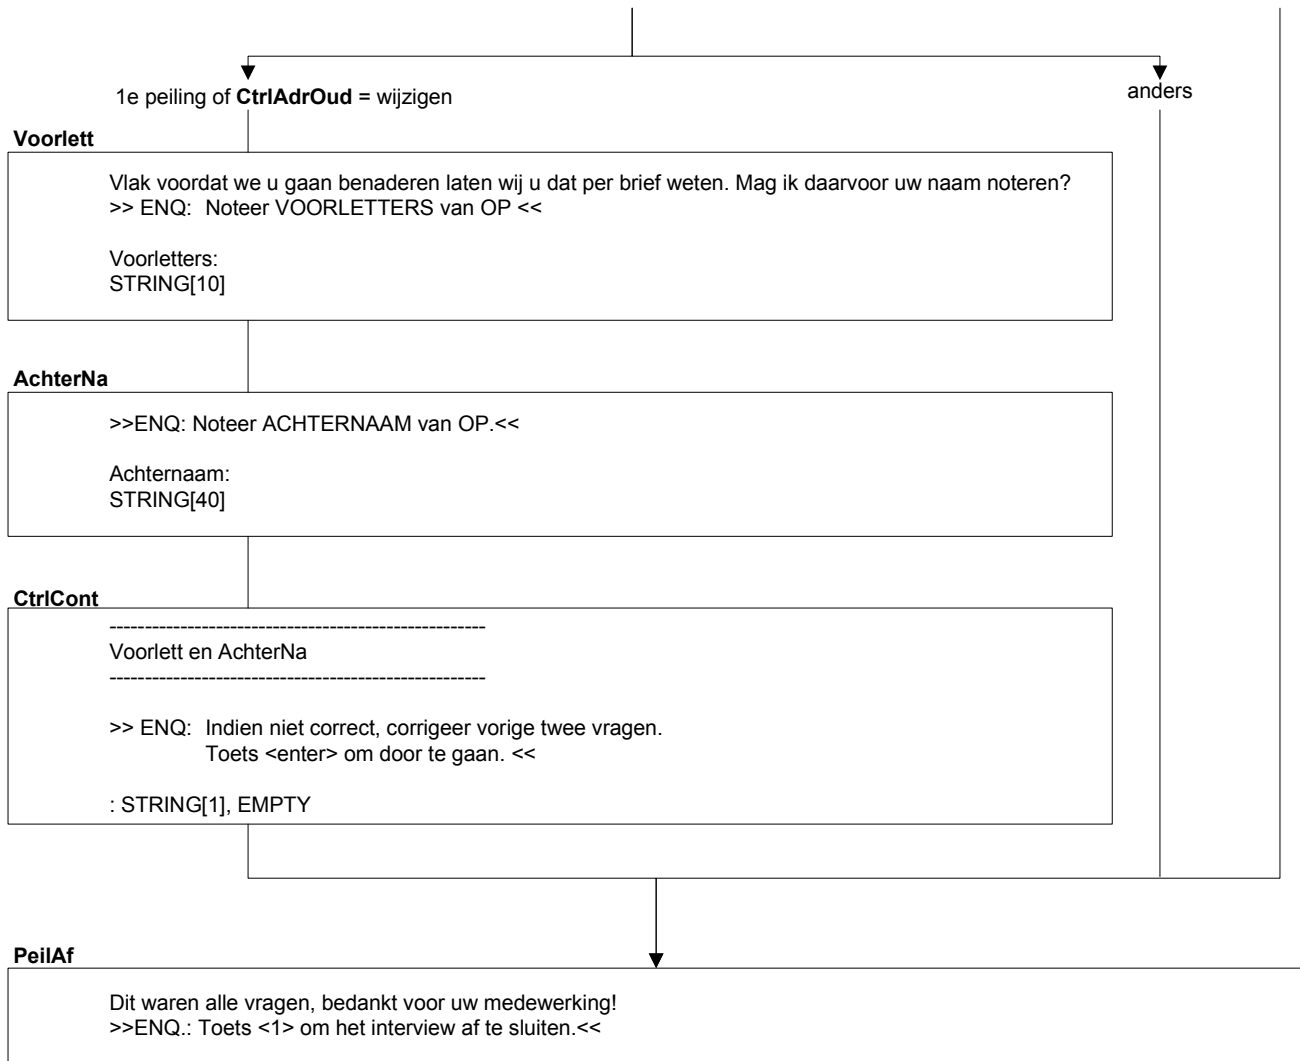 1e peiling of CtrlAdrOud = wijzigen
anders
Voorlett
Vlak voordat we u gaan benaderen laten wij u dat per brief weten. Mag ik daarvoor uw naam noteren?
>> ENQ: Noteer VOORLETTERS van OP <<
Voorletters:
STRING[10]
AchterNa
>>ENQ: Noteer ACHTERNAAM van OP.<<
Achternaam:
STRING[40]
CtrlCont
-----------------------------------------------------
Voorlett en AchterNa
-----------------------------------------------------
>> ENQ: Indien niet correct, corrigeer vorige twee vragen.
Toets <enter> om door te gaan. <<
: STRING[1], EMPTY
PeilAf
Dit waren alle vragen, bedankt voor uw medewerking!
>>ENQ.: Toets <1> om het interview af te sluiten.<<